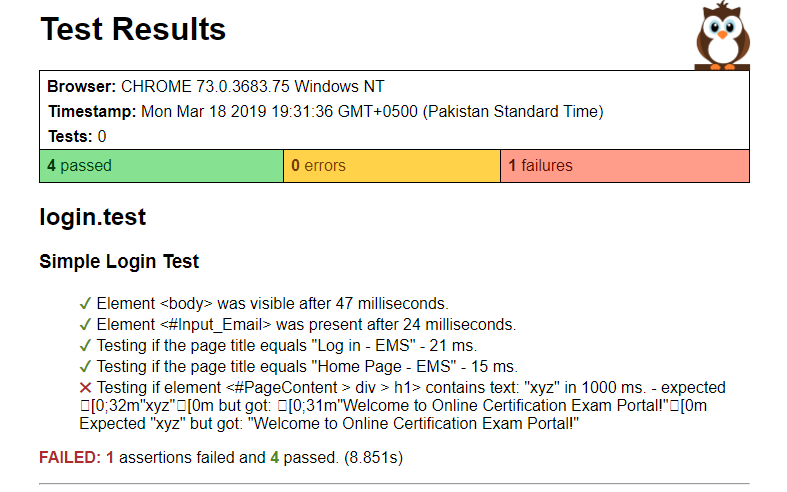 Test Results
Browser: CHROME 73.0.3683.75 Windows NT
Timestamp: Mon Mar 18 2019 19:31:36 GMT+0500 (Pakistan Standard Time)
Tests: 0
4 passed
0 errors
1 failures
login.test
Simple Login Test
✓ Element <body> was visible after 47 milliseconds.
✓ Element <#Input_Email> was present after 24 milliseconds.
✓ Testing if the page title equals "Log in - EMS" - 21 ms.
✓ Testing if the page title equals "Home Page - EMS" - 15 ms.
✕ Testing if element <#PageContent > div > h1> contains text: "xyz" in 1000 ms. - expected
□[0;32m"xyz"□[0m but got: □[0;31m"Welcome to Online Certification Exam Portal!"□[0m
Expected "xyz" but got: "Welcome to Online Certification Exam Portal!"
FAILED: 1 assertions failed and 4 passed. (8.851s)